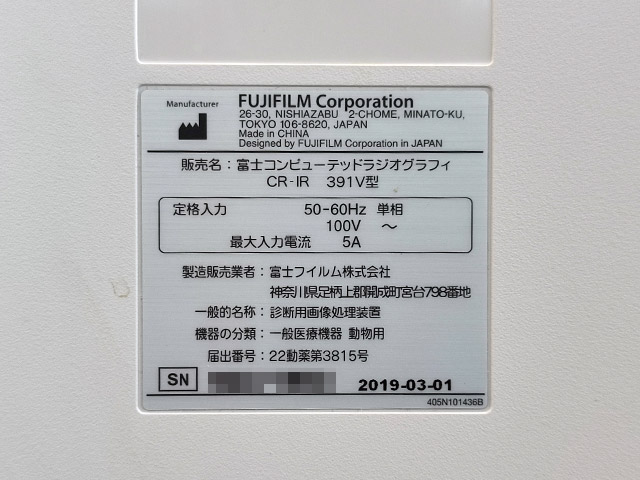 Manufacturer
FUJIFILM Corporation
26-30, NISHIAZABU 2-CHOME, MINATO-KU,
TOKYO 106-8620, JAPAN
Made in CHINA
Designed by FUJIFILM Corporation in JAPAN
販売名：富士コンピューテッドラジオグラフィ
CR-IR 391V型
定格入力 50-60Hz 単相
100V ～
最大入力電流 5A
製造販売業者：富士フイルム株式会社
神奈川県足柄上郡開成町宮台798番地
一般的名称：診断用画像処理装置
機器の分類：一般医療機器 動物用
届出番号：22動薬第3815号
SN 2019-03-01
405N101436B